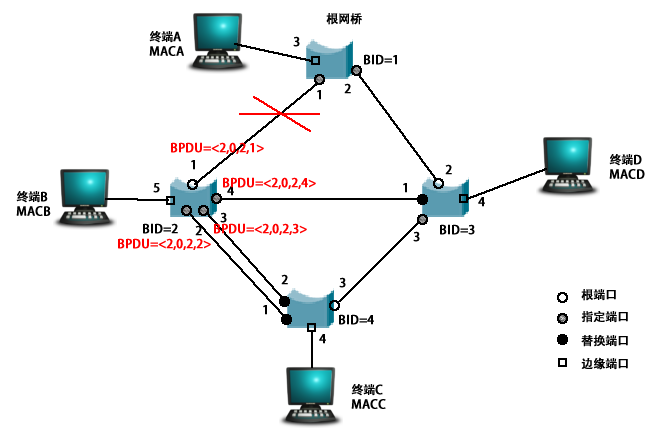 根网桥
终端A
MACA
3
BID=1
1
2
BPDU=<2,0,2,1>
1
2
终端D
MACD
终端B
MACB
5
BPDU=<2,0,2,4>
4
1
4
BID=2
2
3
BPDU=<2,0,2,3>
3
BID=3
BPDU=<2,0,2,2>
2
3
1
BID=4
4
根端口
指定端口
替换端口
边缘端口
终端C
MACC